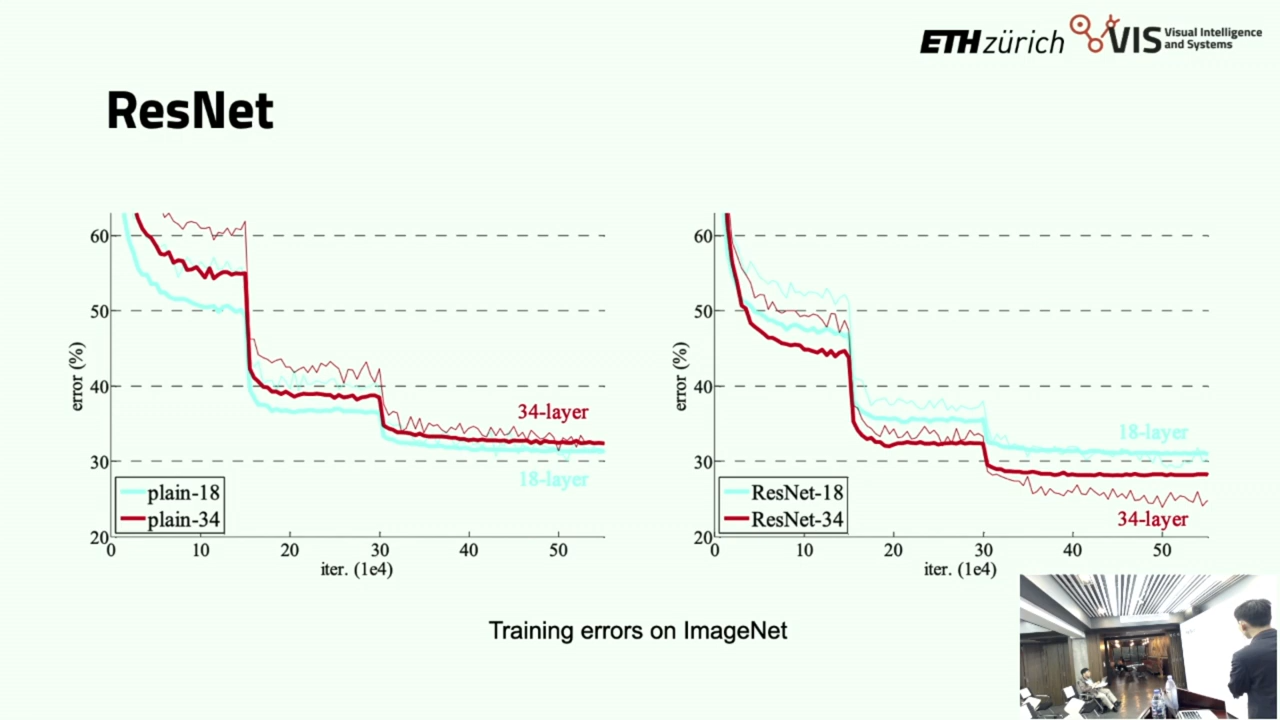 ETH zürich
VIS Visual Intelligence
and Systems
ResNet
60
50
40
30
20
error (%)
34-layer
18-layer
plain-18
plain-34
0 10 20 30 40 50
iter. (1e4)
60
50
40
30
20
error (%)
18-layer
34-layer
ResNet-18
ResNet-34
0 10 20 30 40 50
iter. (1e4)
Training errors on ImageNet